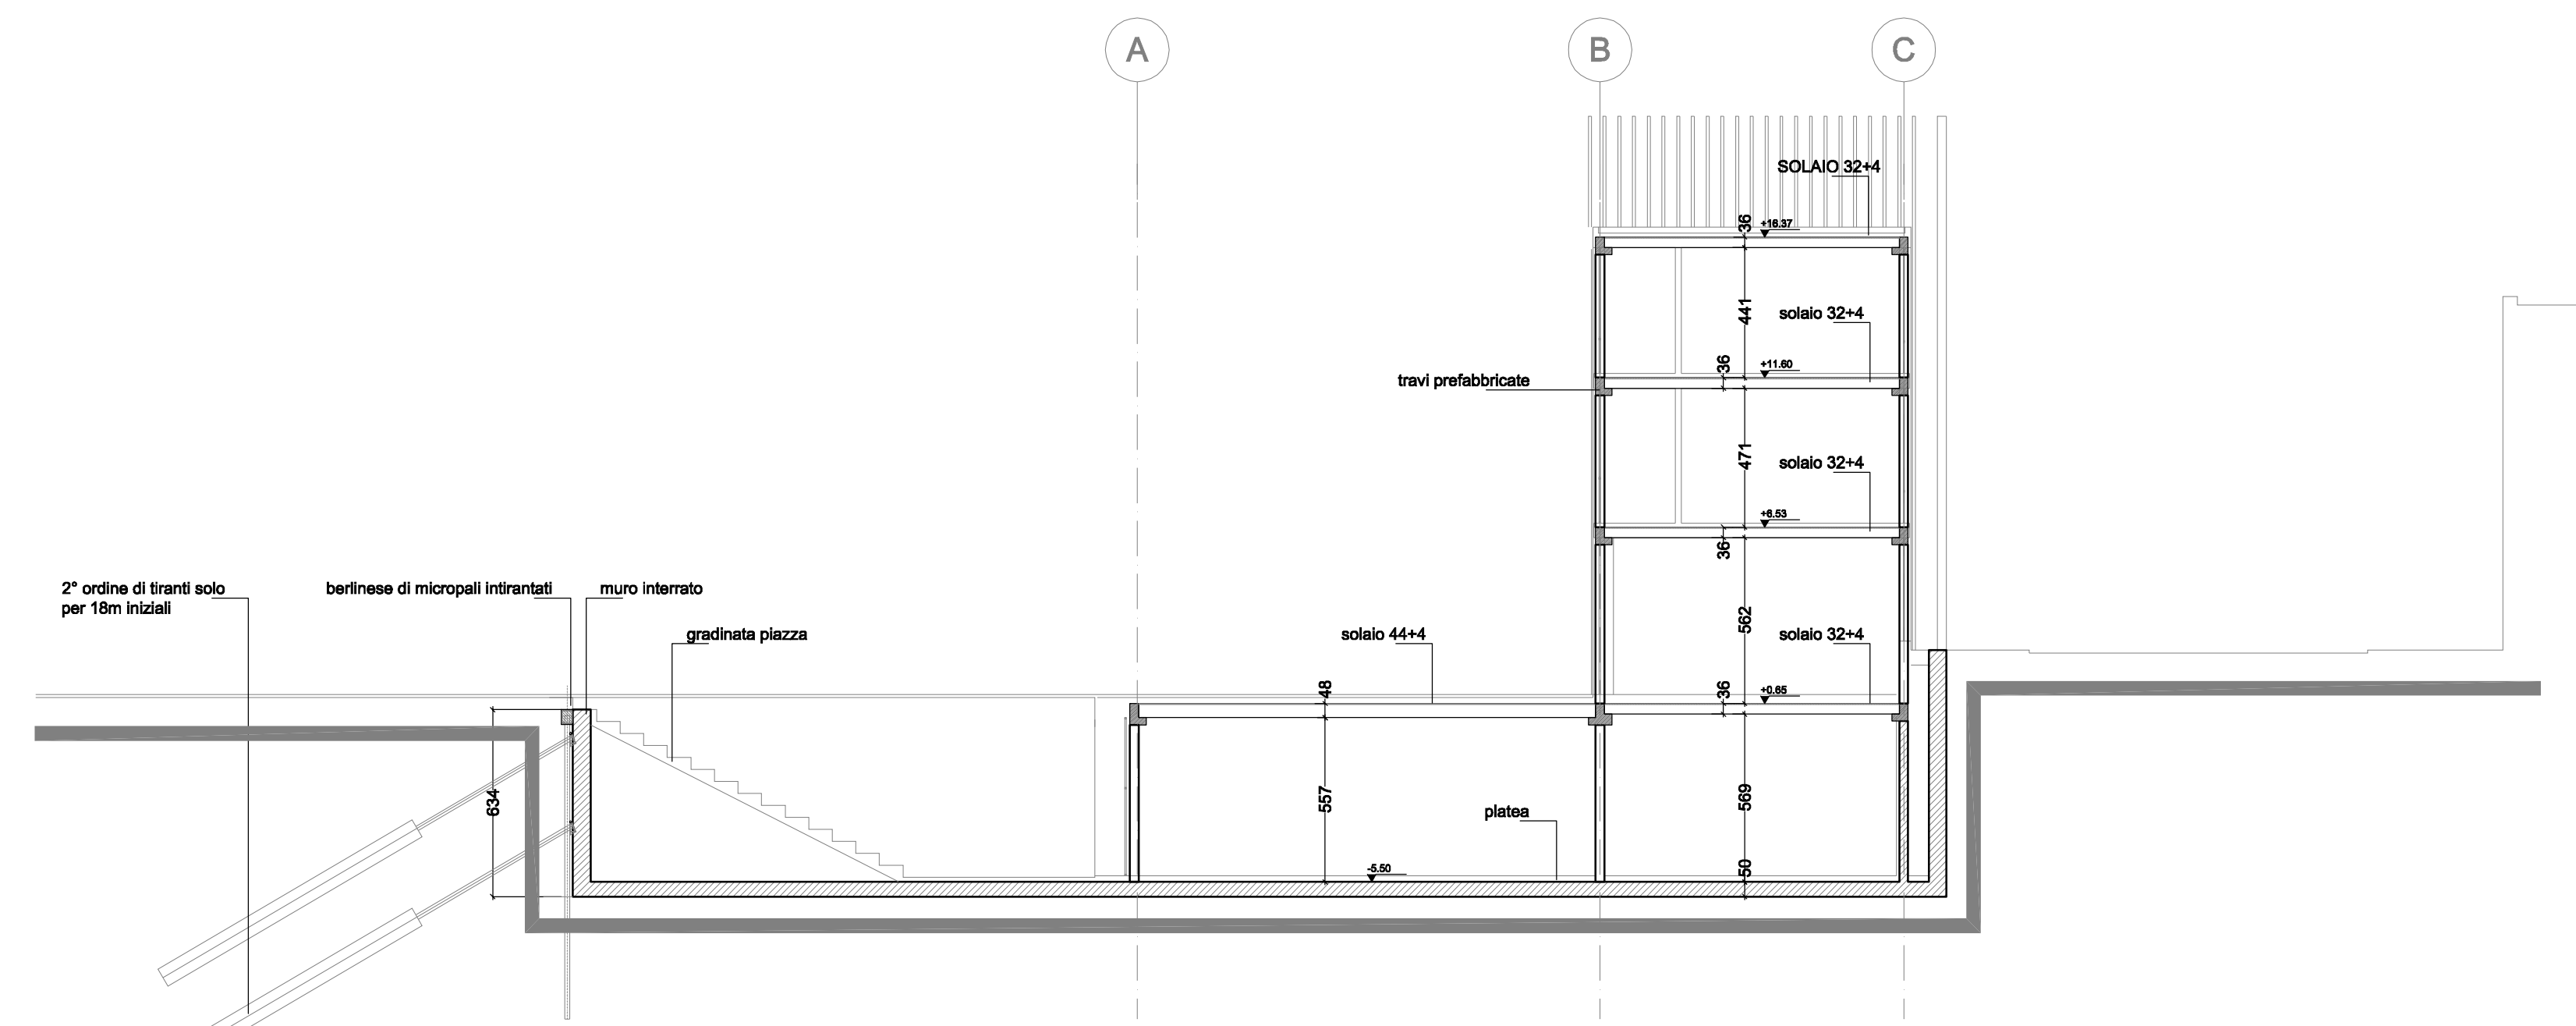 A
B
C
SOLAIO 32+4
36
+16.37
441
solaio 32+4
36
+11.60
travi prefabbricate
471
solaio 32+4
+6.53
36
2° ordine di tiranti solo
per 18m iniziali
berlinese di micropali intirantati
muro interrato
gradinata piazza
solaio 44+4
562
solaio 32+4
48
36
+0.65
634
557
569
platea
-5.50
50